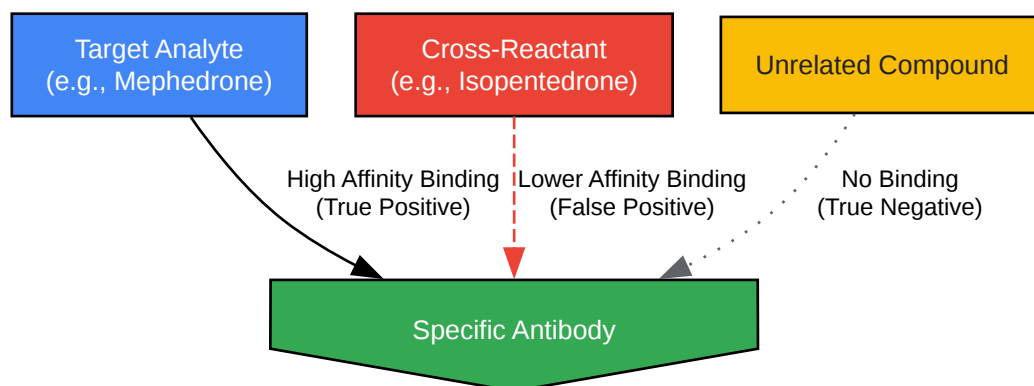 Target Analyte
(e.g., Mephedrone)
Cross-Reactant
(e.g., Isopentedrone)
Unrelated Compound
High Affinity Binding
(True Positive)
Lower Affinity Binding
(False Positive)
No Binding
(True Negative)
Specific Antibody